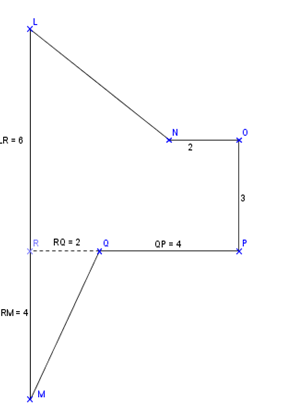 L
N
O
2
LR = 6
3
R
RQ = 2
Q
QP = 4
P
RM = 4
M